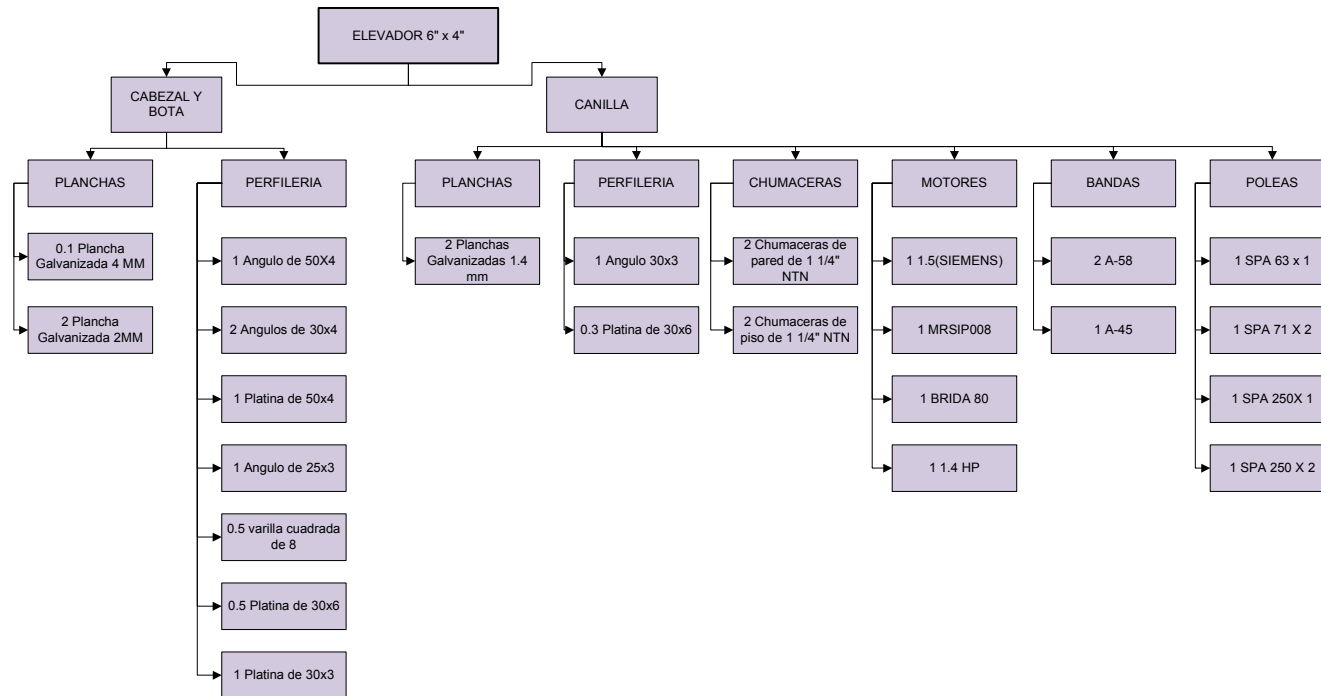 ELEVADOR 6" x 4"
CABEZAL Y
BOTA
CANILLA
PLANCHAS
PERFILERIA
PLANCHAS
PERFILERIA
CHUMACERAS
MOTORES
BANDAS
POLEAS
0.1 Plancha
Galvanizada 4 MM
2 Plancha
Galvanizada 2MM
1 Angulo de 50X4
2 Angulos de 30x4
1 Platina de 50x4
1 Angulo de 25x3
0.5 varilla cuadrada
de 8
0.5 Platina de 30x6
1 Platina de 30x3
2 Planchas
Galvanizadas 1.4
mm
1 Angulo 30x3
0.3 Platina de 30x6
2 Chumaceras de
pared de 1 1/4"
NTN
2 Chumaceras de
piso de 1 1/4" NTN
1 1.5(SIEMENS)
1 MRSIP008
1 BRIDA 80
1 1.4 HP
2 A-58
1 A-45
1 SPA 63 x 1
1 SPA 71 X 2
1 SPA 250X 1
1 SPA 250 X 2